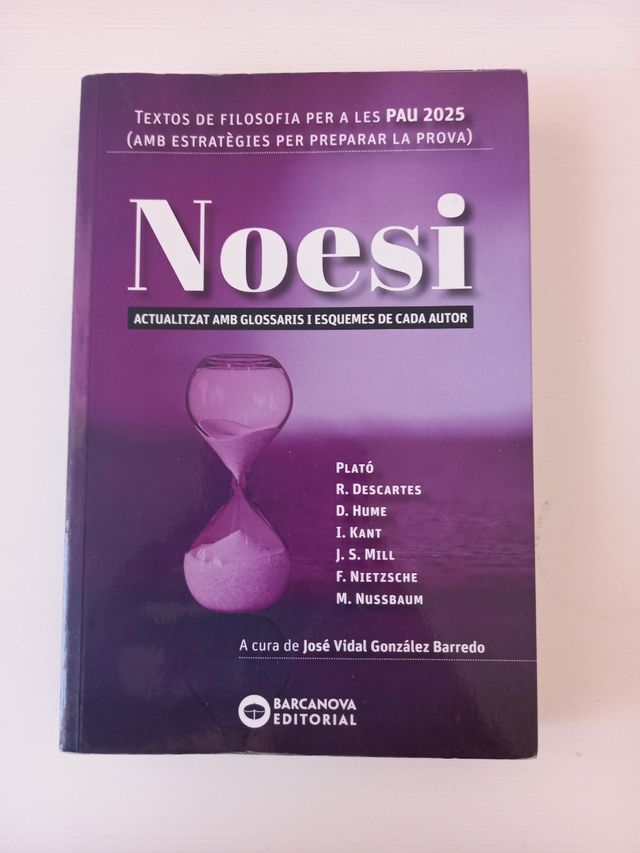 TEXTOS DE FILOSOFIA PER A LES PAU 2025
(AMB ESTRATÈGIES PER PREPARAR LA PROVA)
Noesi
ACTUALITZAT AMB GLOSSARIS I ESQUEMES DE CADA AUTOR
PLATÓ
R. DESCARTES
D. HUME
I. KANT
J. S. MILL
F. NIETZSCHE
M. NUSSBAUM
A cura de José Vidal González Barredo
BARCANOVA
EDITORIAL